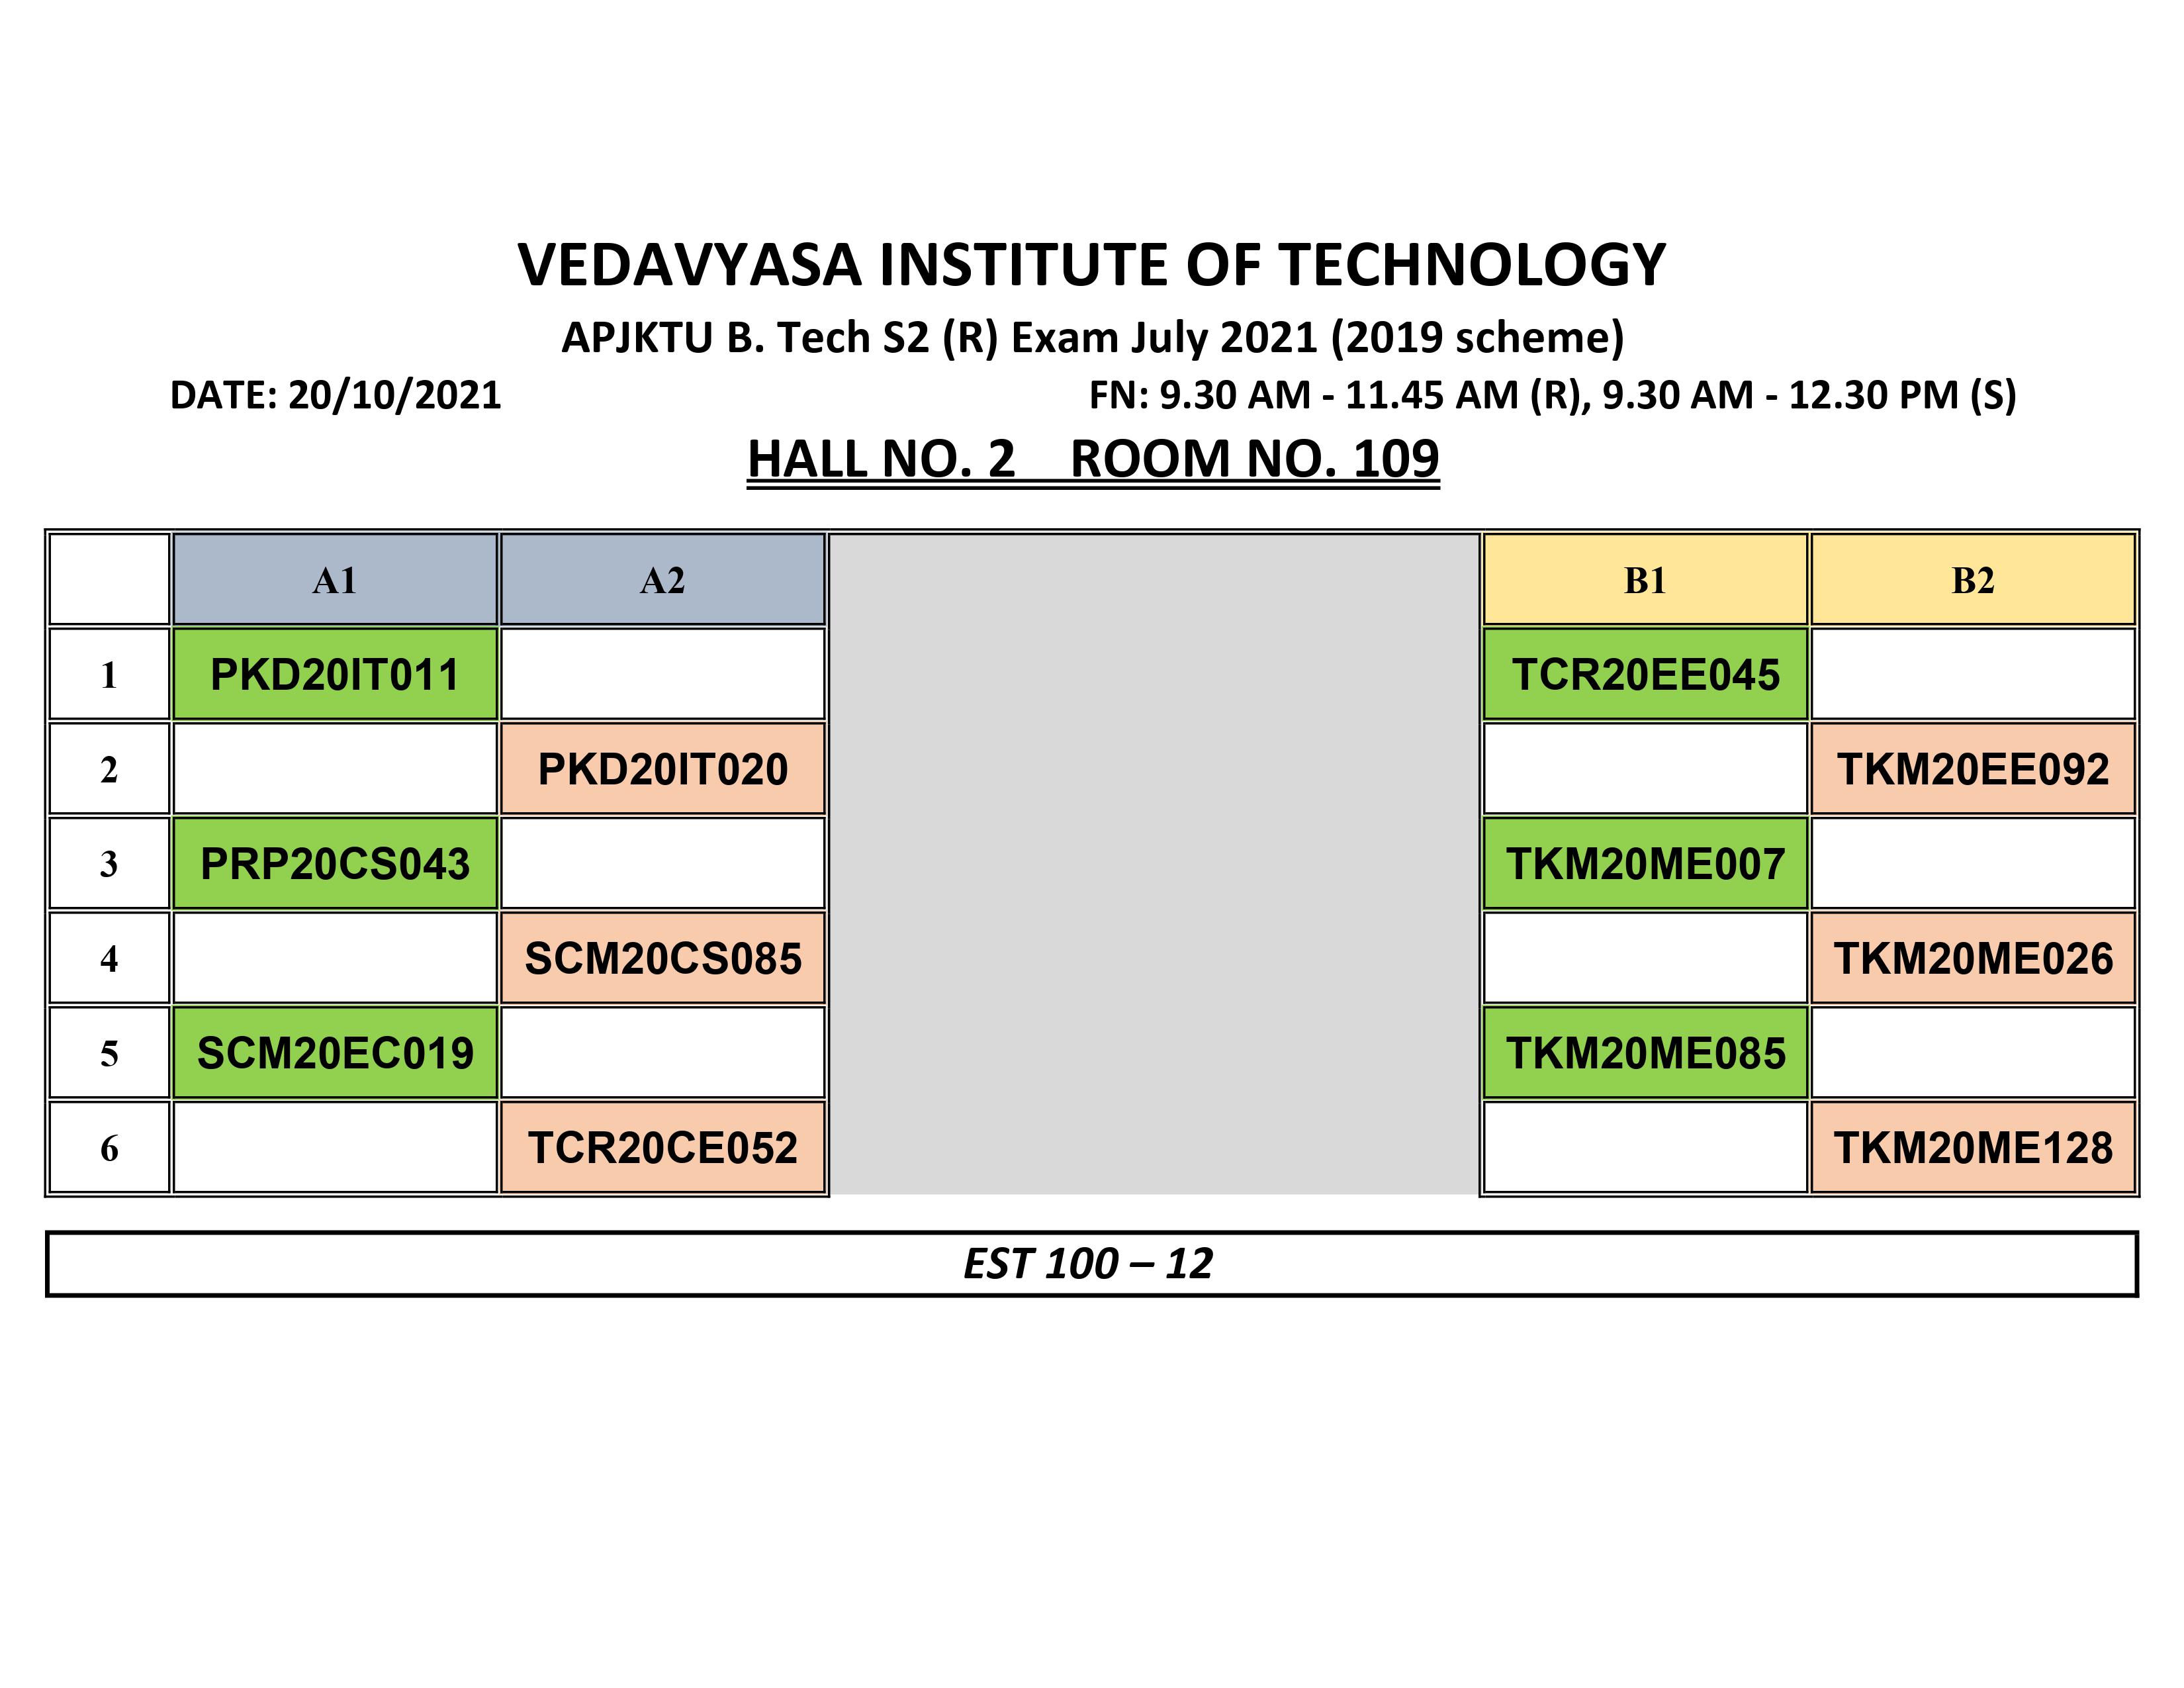 VEDAVYASA INSTITUTE OF TECHNOLOGY
APJKTU B. Tech S2 (R) Exam July 2021 (2019 scheme)
DATE: 20/10/2021 FN: 9.30 AM - 11.45 AM (R), 9.30 AM - 12.30 PM (S)
HALL NO. 2 ROOM NO. 109
A1 A2 B1 B2
1 PKD20IT011 TCR20EE045
2 PKD20IT020 TKM20EE092
3 PRP20CS043 TKM20ME007
4 SCM20CS085 TKM20ME026
5 SCM20EC019 TKM20ME085
6 TCR20CE052 TKM20ME128
EST 100 – 12